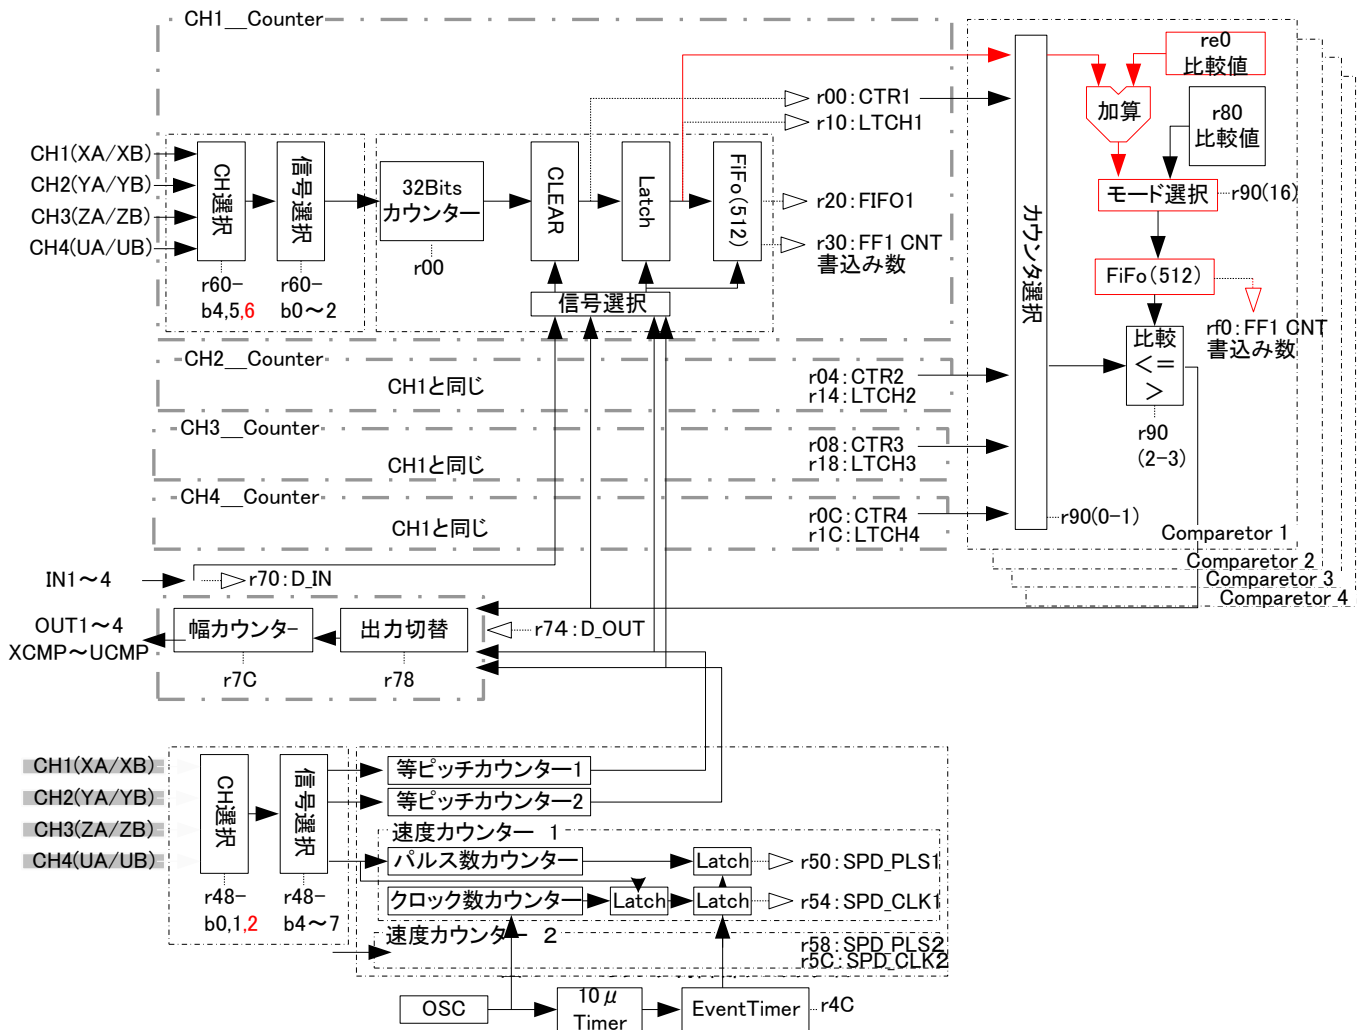 CH1__Counter
CH1(XA/XB)
CH2(YA/YB)
CH3(ZA/ZB)
CH4(UA/UB)
CH選択
r60-
b4,5,6
信号選択
r60-
b0～2
32Bits
カウンター
r00
CLEAR
Latch
FiFo(512)
信号選択
r00:CTR1
r10:LTCH1
r20:FIFO1
r30:FF1 CNT
書込み数
CH2__Counter
CH1と同じ
r04:CTR2
r14:LTCH2
CH3__Counter
CH1と同じ
r08:CTR3
r18:LTCH3
CH4__Counter
CH1と同じ
r0C:CTR4
r1C:LTCH4
カウンタ選択
r90(0-1)
re0
比較値
加算
r80
比較値
モード選択
r90(16)
FiFo(512)
rf0:FF1 CNT
書込み数
比較
＜＝
＞
r90
(2-3)
Comparetor 1
Comparetor 2
Comparetor 3
Comparetor 4
IN1～4
r70:D_IN
OUT1～4
XCMP～UCMP
幅カウンター
r7C
出力切替
r78
r74:D_OUT
CH1(XA/XB)
CH2(YA/YB)
CH3(ZA/ZB)
CH4(UA/UB)
CH選択
r48-
b0,1,2
信号選択
r48-
b4～7
等ピッチカウンター1
等ピッチカウンター2
速度カウンター 1
パルス数カウンター
Latch
r50:SPD_PLS1
クロック数カウンター
Latch
Latch
r54:SPD_CLK1
速度カウンター 2
r58:SPD_PLS2
r5C:SPD_CLK2
OSC
10μ
Timer
EventTimer
r4C